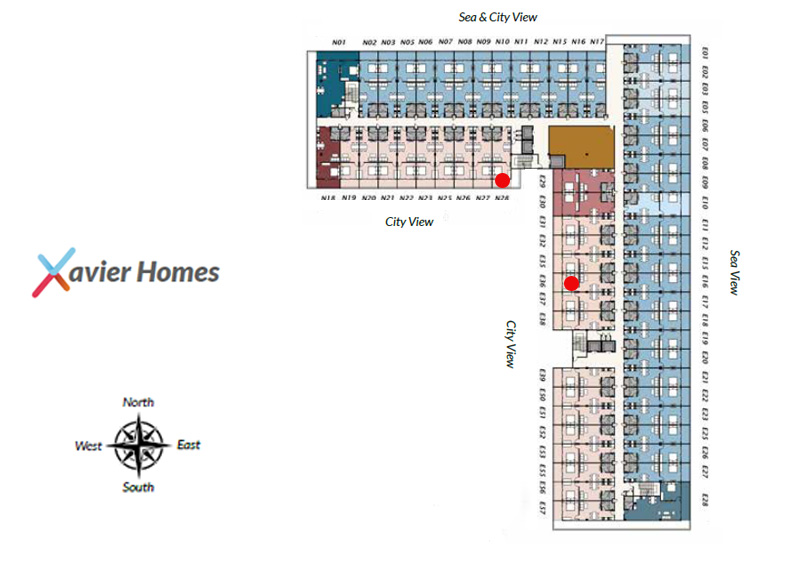 Sea & City View
N01 N02 N03 N05 N06 N07 N08 N09 N10 N11 N12 N15 N16 N17
N18 N19 N20 N21 N22 N23 N25 N26 N27 N28
City View
E01
E02
E03
E05
E06
E07
E08
E09
E10
E11
E12
E15
E16
E17
E18
E19
E20
E21
E22
E23
E25
E26
E27
E28
Sea View
E29
E30
E31
E32
E35
E36
E37
E38
E39
E50
E51
E52
E53
E55
E56
E57
City View
Xavier Homes
North
West East
South